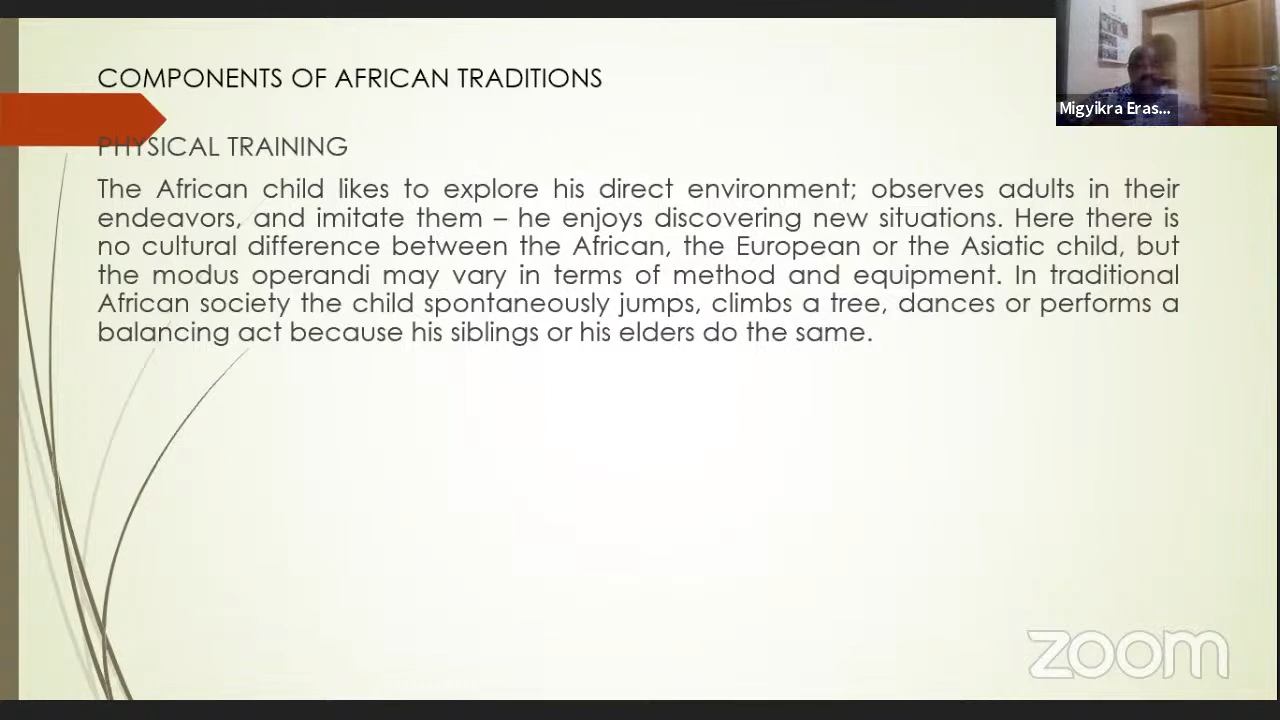 COMPONENTS OF AFRICAN TRADITIONS
Migyikra Eras...
PHYSICAL TRAINING
The African child likes to explore his direct environment; observes adults in their
endeavors, and imitate them – he enjoys discovering new situations. Here there is
no cultural difference between the African, the European or the Asiatic child, but
the modus operandi may vary in terms of method and equipment. In traditional
African society the child spontaneously jumps, climbs a tree, dances or performs a
balancing act because his siblings or his elders do the same.
zoom